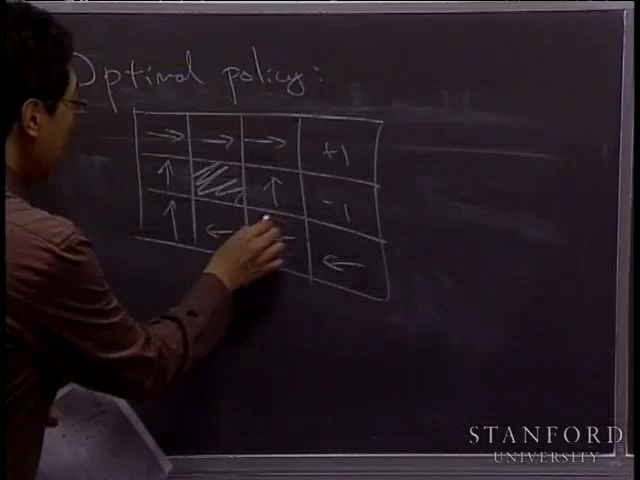 Optimal policy:
→ → → +1
↑ ↑ -1
↑ ← ← ←
STANFORD
UNIVERSITY